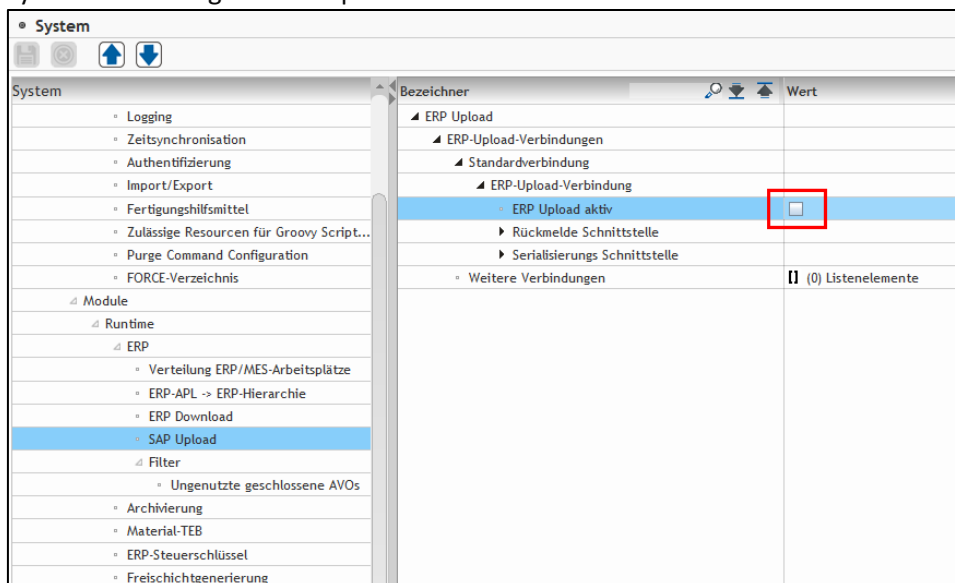 System
System
Bezeichner
Wert
Logging
Zeitsynchronisation
Authentifizierung
Import/Export
Fertigungshilfsmittel
Zulässige Resourcen für Groovy Script...
Purge Command Configuration
FORCE-Verzeichnis
Module
Runtime
ERP
Verteilung ERP/MES-Arbeitsplätze
ERP-APL -> ERP-Hierarchie
ERP Download
SAP Upload
Filter
Ungenutzte geschlossene AVOs
Archivierung
Material-TEB
ERP-Steuerschlüssel
Freischichtgenerierung
ERP Upload
ERP-Upload-Verbindungen
Standardverbindung
ERP-Upload-Verbindung
ERP Upload aktiv
Rückmelde Schnittstelle
Serialisierungs Schnittstelle
Weitere Verbindungen
[] (0) Listenelemente